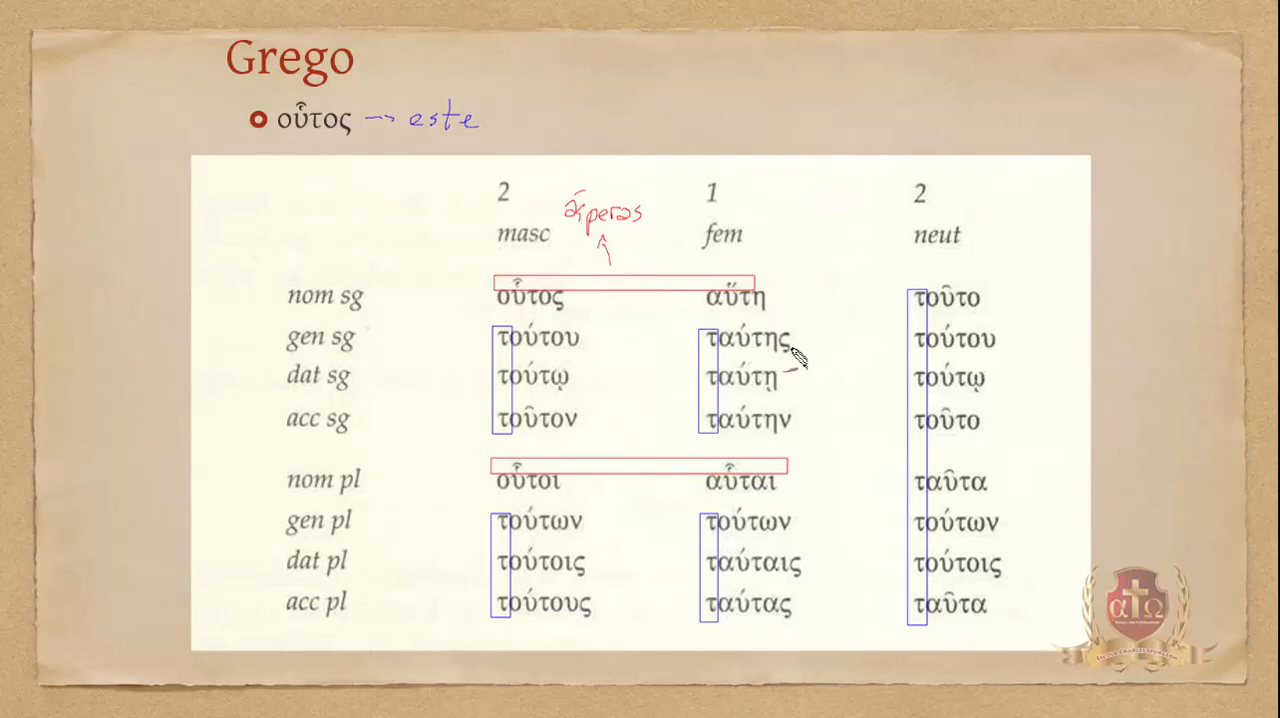 Grego
οὗτος → este
2 1 2
ásperas
masc fem neut
nom sg οὗτος αὕτη τοῦτο
gen sg τούτου ταύτης τούτου
dat sg τούτῳ ταύτῃ τούτῳ
acc sg τοῦτον ταύτην τοῦτο
nom pl οὗτοι αὗται ταῦτα
gen pl τούτων τούτων τούτων
dat pl τούτοις ταύταις τούτοις
acc pl τούτους ταύτας ταῦτα
α Ω